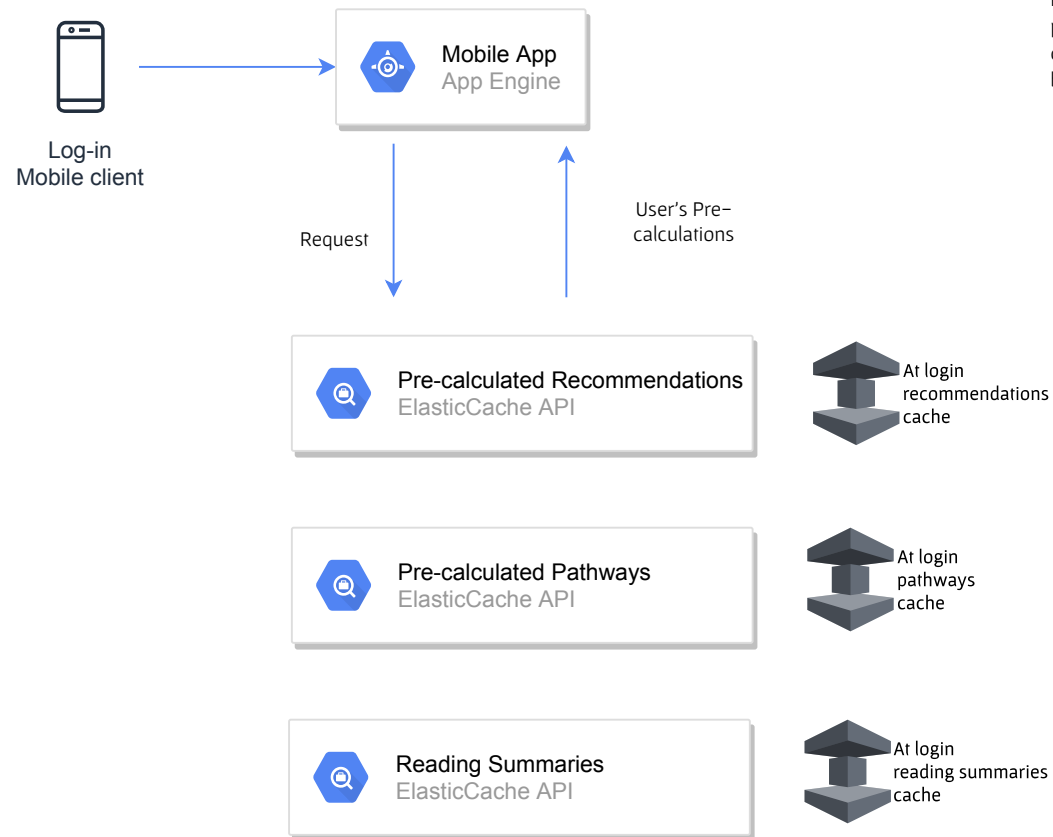 Mobile App
App Engine
Log-in
Mobile client
Request
User's Pre-
calculations
Pre-calculated Recommendations
ElasticCache API
At login
recommendations
cache
Pre-calculated Pathways
ElasticCache API
At login
pathways
cache
Reading Summaries
ElasticCache API
At login
reading summaries
cache